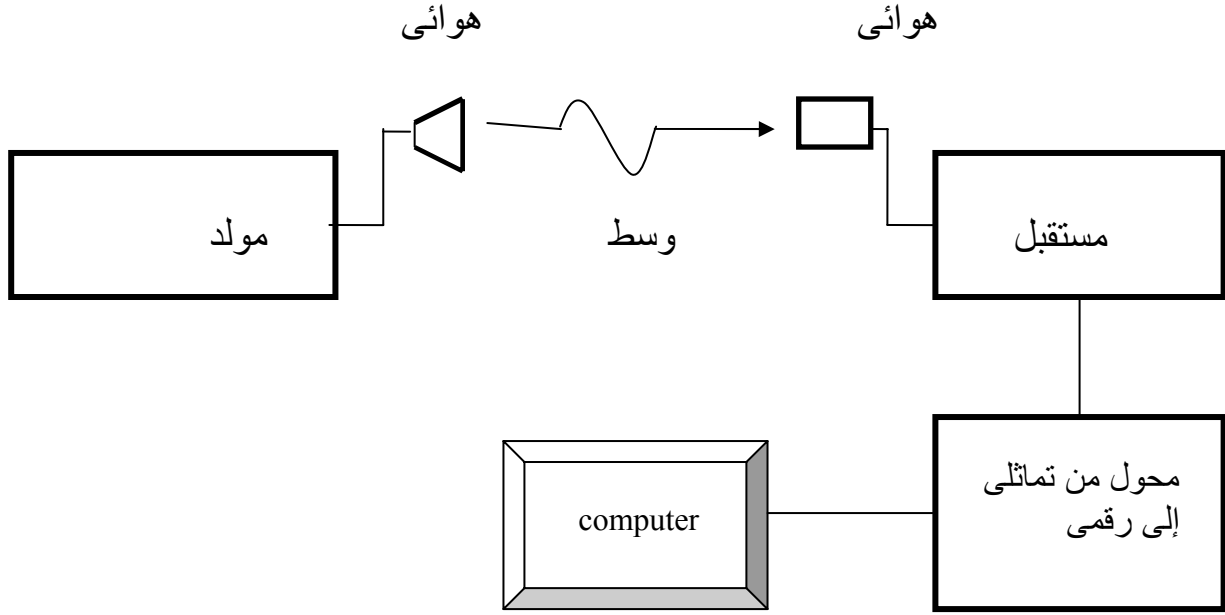 هوائى
هوائى
مولد
وسط
مستقبل
محول من تماثلى
إلى رقمى
computer